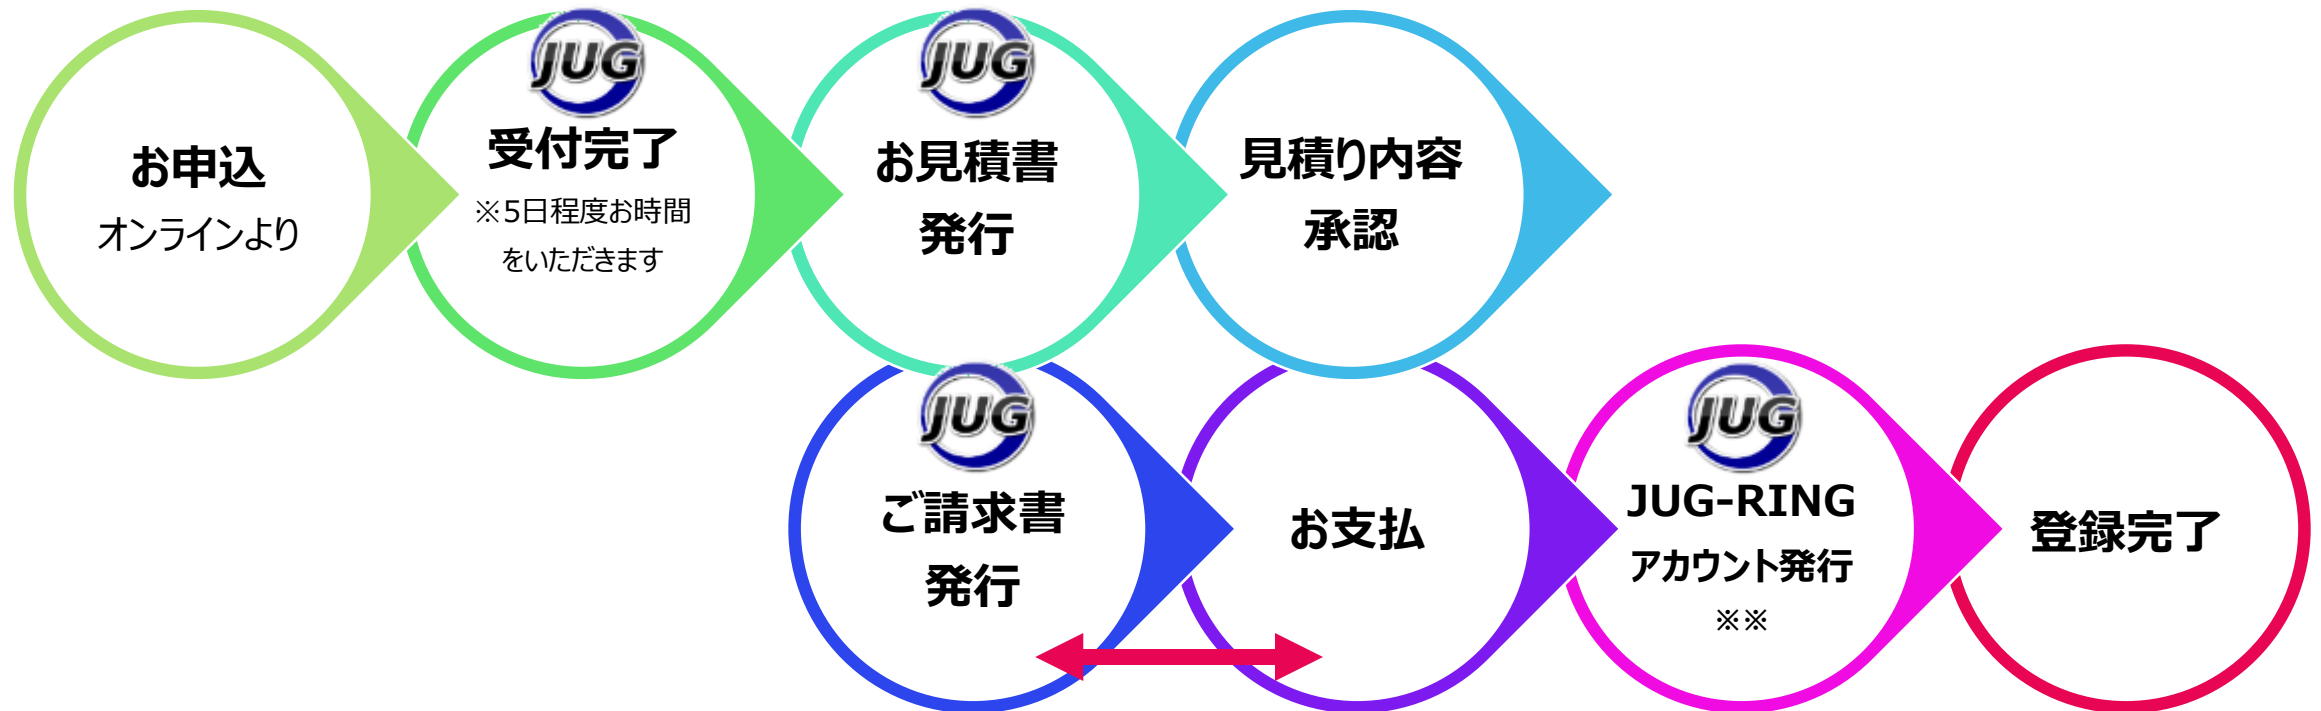 お申込
オンラインより
JUG
受付完了
※5日程度お時間
をいただきます
JUG
お見積書
発行
見積り内容
承認
JUG
ご請求書
発行
お支払
JUG
JUG-RING
アカウント発行
※※
登録完了